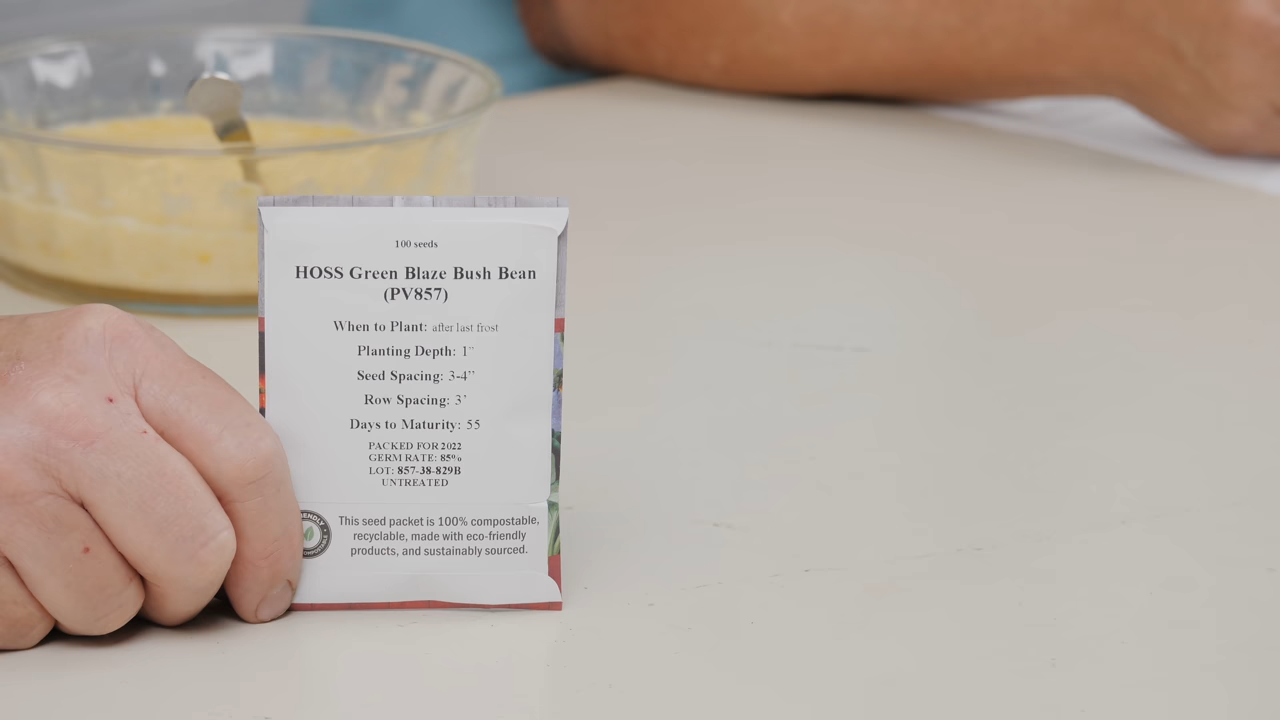 100 seeds
HOSS Green Blaze Bush Bean
(PV857)
When to Plant: after last frost
Planting Depth: 1"
Seed Spacing: 3-4"
Row Spacing: 3'
Days to Maturity: 55
PACKED FOR 2022
GERM RATE: 85%
LOT: 857-38-829B
UNTREATED
This seed packet is 100% compostable,
recyclable, made with eco-friendly
products, and sustainably sourced.